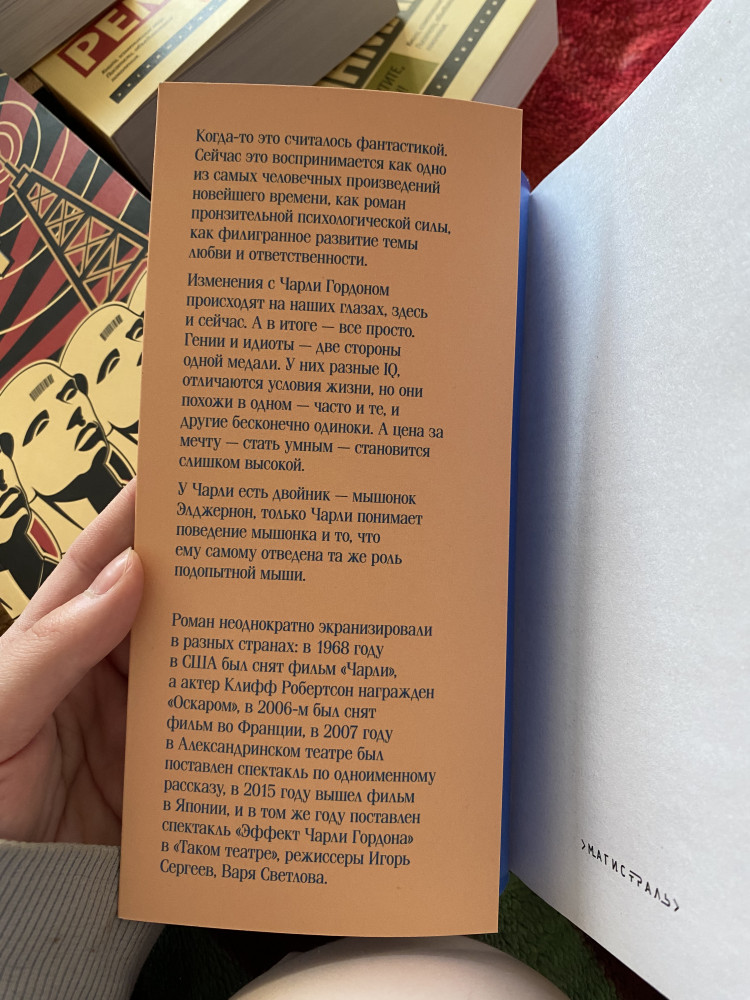 РЕМ
Когда-то это считалось фантастикой.
Сейчас это воспринимается как одно
из самых человечных произведений
новейшего времени, как роман
пронзительной психологической силы,
как филигранное развитие темы
любви и ответственности.
Изменения с Чарли Гордоном
происходят на наших глазах, здесь
и сейчас. А в итоге — все просто.
Гении и идиоты — две стороны
одной медали. У них разные IQ,
отличаются условия жизни, но они
похожи в одном — часто и те, и
другие бесконечно одиноки. А цена за
мечту — стать умным — становится
слишком высокой.
У Чарли есть двойник — мышонок
Элджернон, только Чарли понимает
поведение мышонка и то, что
ему самому отведена та же роль
подопытной мыши.
Роман неоднократно экранизировали
в разных странах: в 1968 году
в США был снят фильм «Чарли»,
а актер Клифф Робертсон награжден
«Оскаром», в 2006-м был снят
фильм во Франции, в 2007 году
в Александринском театре был
поставлен спектакль по одноименному
рассказу, в 2015 году вышел фильм
в Японии, и в том же году поставлен
спектакль «Эффект Чарли Гордона»
в «Таком театре», режиссеры Игорь
Сергеев, Варя Светлова.
›МАГИСТРАЛЬ›